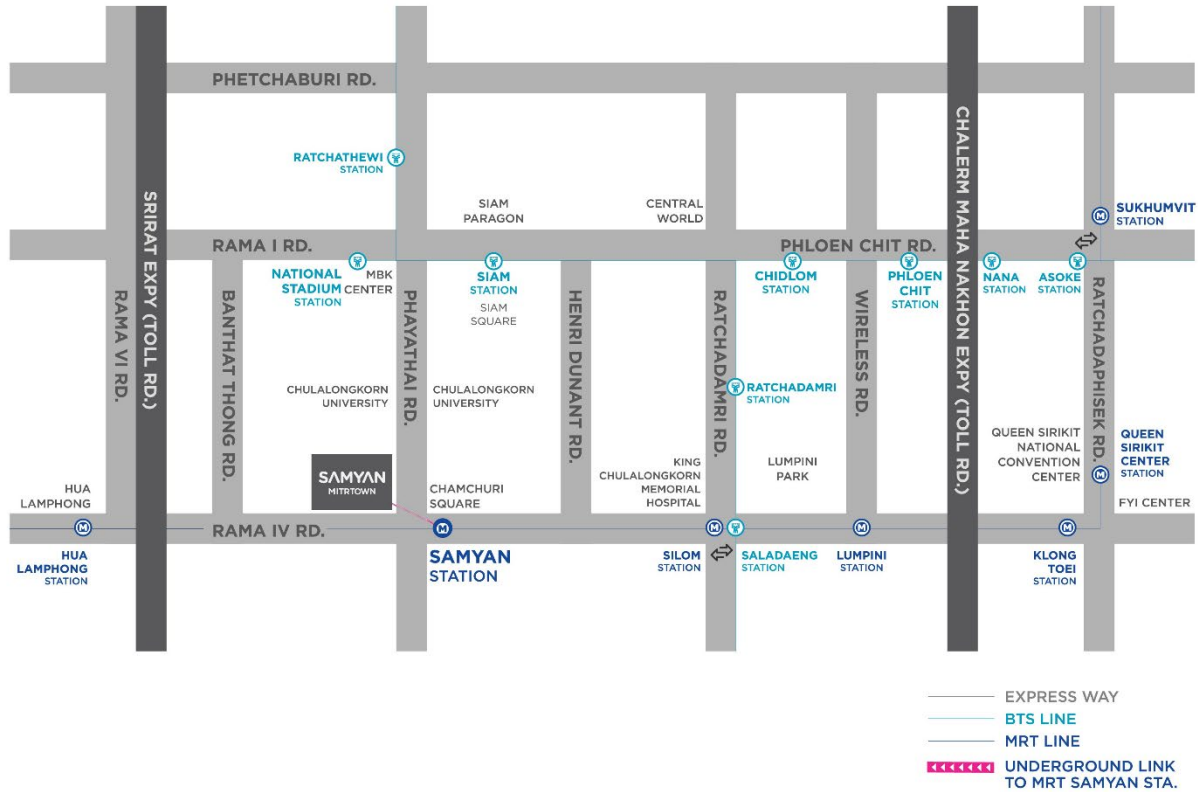 PHETCHABURI RD.
RATCHATHEWI
STATION
SIAM
PARAGON
CENTRAL
WORLD
SUKHUMVIT
STATION
SRIRAT EXPY (TOLL RD.)
CHALERM MAHA NAKHON EXPY (TOLL RD.)
RAMA I RD.
PHLOEN CHIT RD.
NATIONAL
STADIUM
STATION
MBK
CENTER
SIAM
STATION
SIAM
SQUARE
CHIDLOM
STATION
PHLOEN
CHIT
STATION
NANA
STATION
ASOKE
STATION
RAMA VI RD.
BANTHAT THONG RD.
PHAYATHAI RD.
HENRI DUNANT RD.
RATCHADAMRI RD.
WIRELESS RD.
RATCHADAPHISEK RD.
CHULALONGKORN
UNIVERSITY
CHULALONGKORN
UNIVERSITY
RATCHADAMRI
STATION
SAMYAN
MITRTOWN
KING
CHULALONGKORN
MEMORIAL
HOSPITAL
LUMPINI
PARK
QUEEN SIRIKIT
NATIONAL
CONVENTION
CENTER
QUEEN
SIRIKIT
CENTER
STATION
HUA
LAMPHONG
CHAMCHURI
SQUARE
FYI CENTER
M
RAMA IV RD.
M
M
M
M
M
M
HUA
LAMPHONG
STATION
SAMYAN
STATION
SILOM
STATION
SALADAENG
STATION
LUMPINI
STATION
KLONG
TOEI
STATION
EXPRESS WAY
BTS LINE
MRT LINE
UNDERGROUND LINK
TO MRT SAMYAN STA.